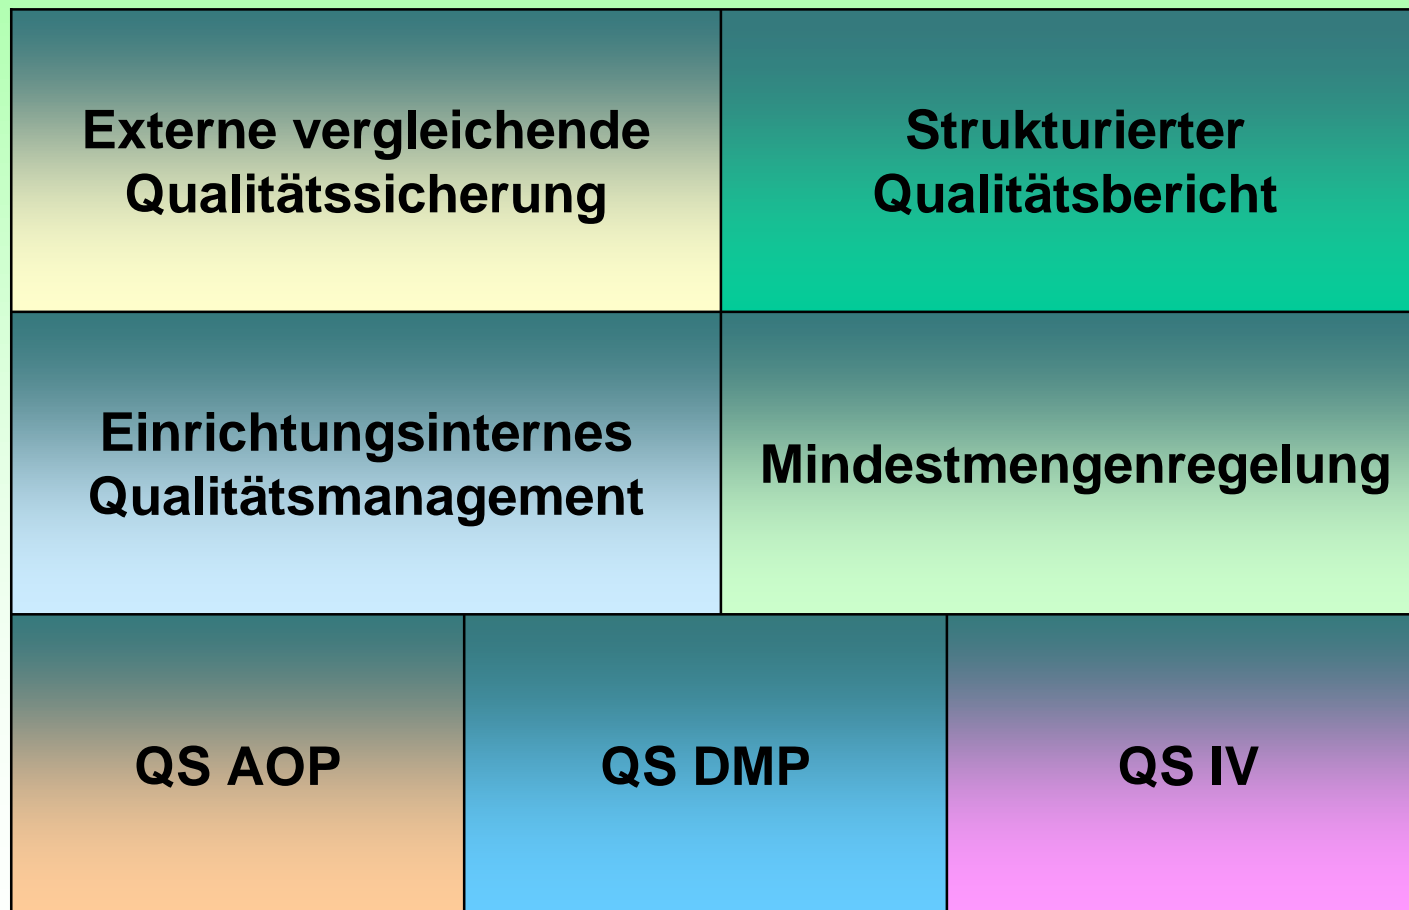 Externe vergleichende
Qualitätssicherung
Strukturierter
Qualitätsbericht
Einrichtungsinternes
Qualitätsmanagement
Mindestmengenregelung
QS AOP
QS DMP
QS IV